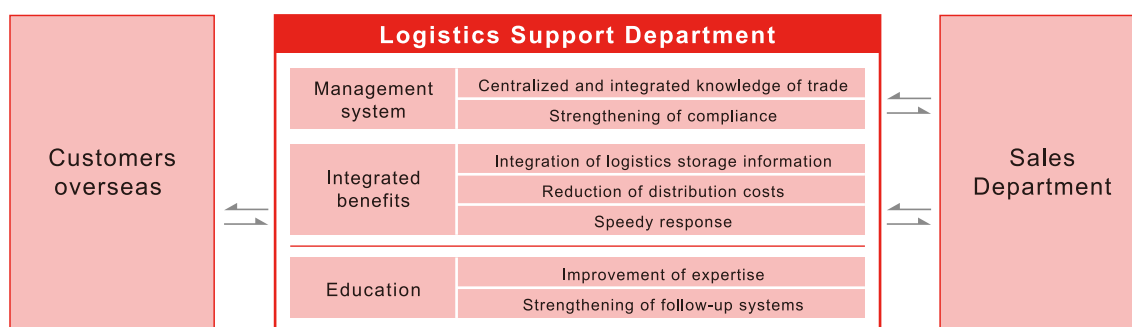 Logistics Support Department
Customers
overseas
Management
system
Centralized and integrated knowledge of trade
Strengthening of compliance
Integrated
benefits
Integration of logistics storage information
Reduction of distribution costs
Speedy response
Education
Improvement of expertise
Strengthening of follow-up systems
Sales
Department